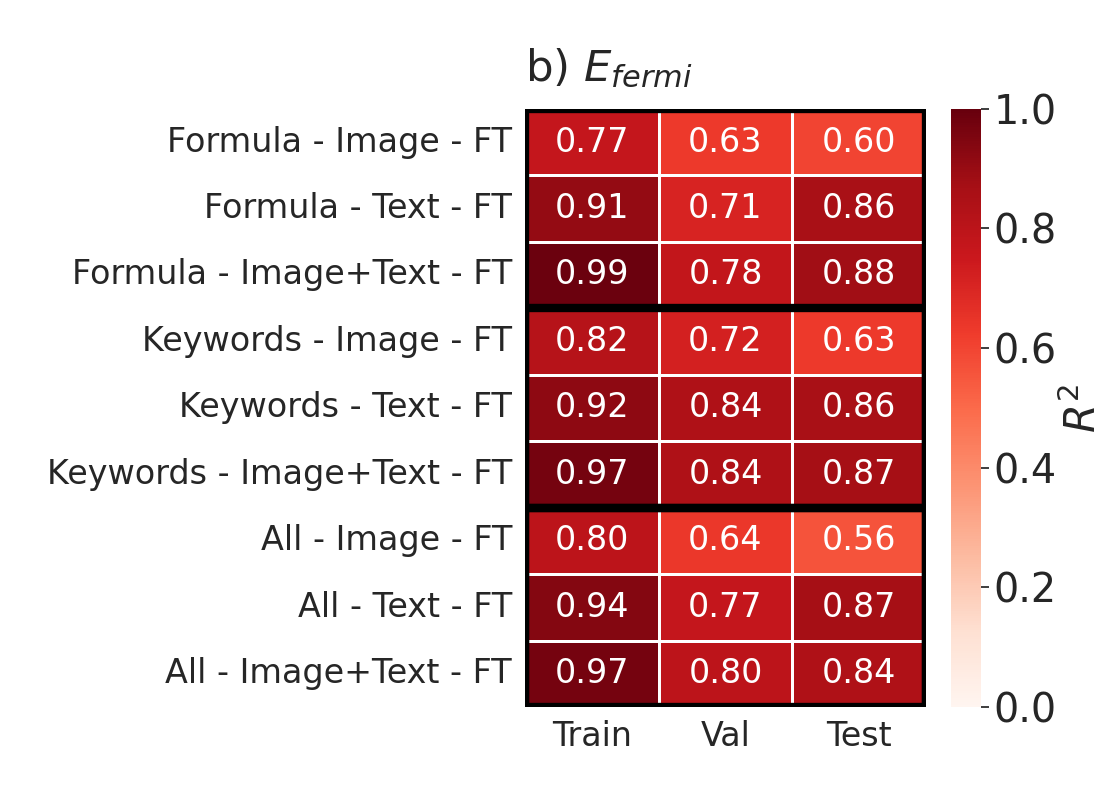 b) E_fermi
Formula - Image - FT 0.77 0.63 0.60
Formula - Text - FT 0.91 0.71 0.86
Formula - Image+Text - FT 0.99 0.78 0.88
Keywords - Image - FT 0.82 0.72 0.63
Keywords - Text - FT 0.92 0.84 0.86
Keywords - Image+Text - FT 0.97 0.84 0.87
All - Image - FT 0.80 0.64 0.56
All - Text - FT 0.94 0.77 0.87
All - Image+Text - FT 0.97 0.80 0.84
Train Val Test
1.0
0.8
0.6
0.4
0.2
0.0
R²